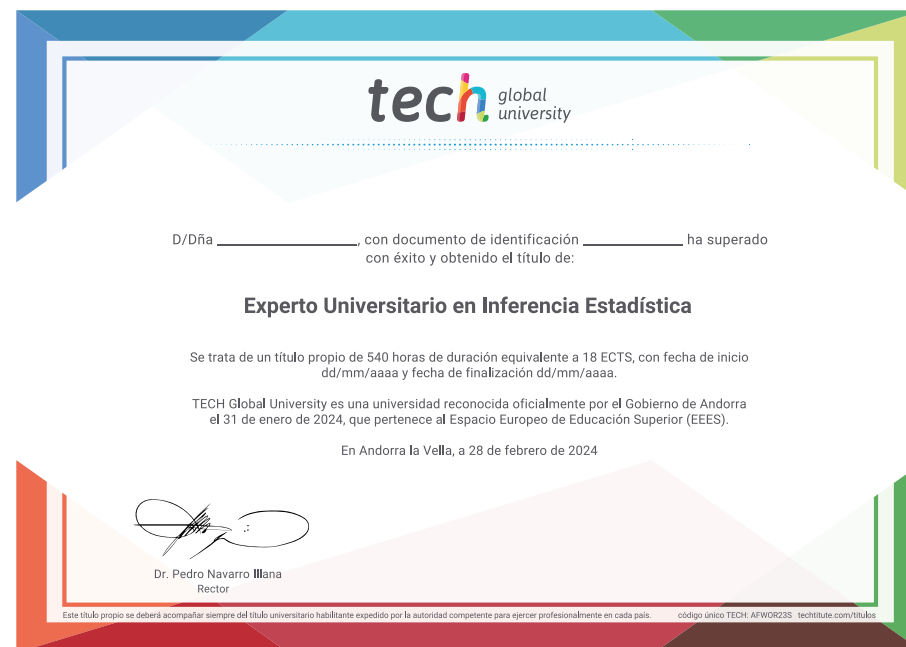 tech global university
D/Dña ____________________, con documento de identificación ______________ ha superado
con éxito y obtenido el título de:
Experto Universitario en Inferencia Estadística
Se trata de un título propio de 540 horas de duración equivalente a 18 ECTS, con fecha de inicio
dd/mm/aaaa y fecha de finalización dd/mm/aaaa.
TECH Global University es una universidad reconocida oficialmente por el Gobierno de Andorra
el 31 de enero de 2024, que pertenece al Espacio Europeo de Educación Superior (EEES).
En Andorra la Vella, a 28 de febrero de 2024
Dr. Pedro Navarro Illana
Rector
Este título propio se deberá acompañar siempre del título universitario habilitante expedido por la autoridad competente para ejercer profesionalmente en cada país. código único TECH: AFWOR23S techtitute.com/titulos